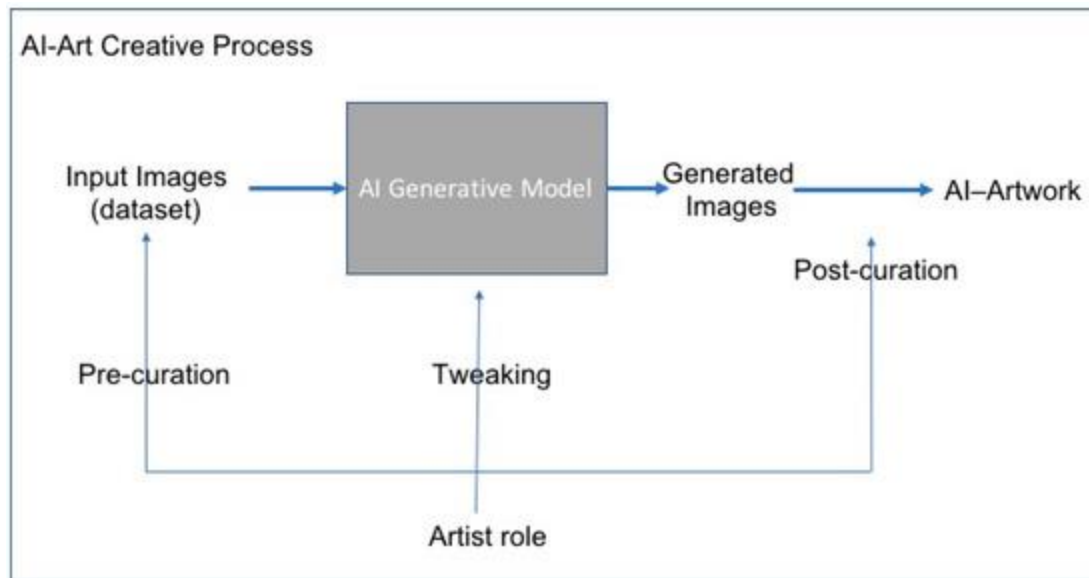 AI-Art Creative Process
Input Images
(dataset)
AI Generative Model
Generated
Images
AI–Artwork
Post-curation
Pre-curation
Tweaking
Artist role